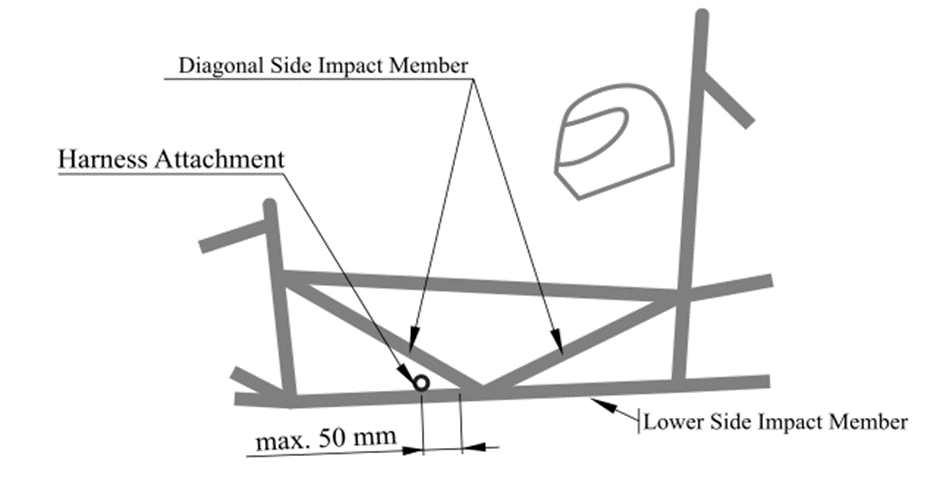 Diagonal Side Impact Member
Harness Attachment
max. 50 mm
Lower Side Impact Member